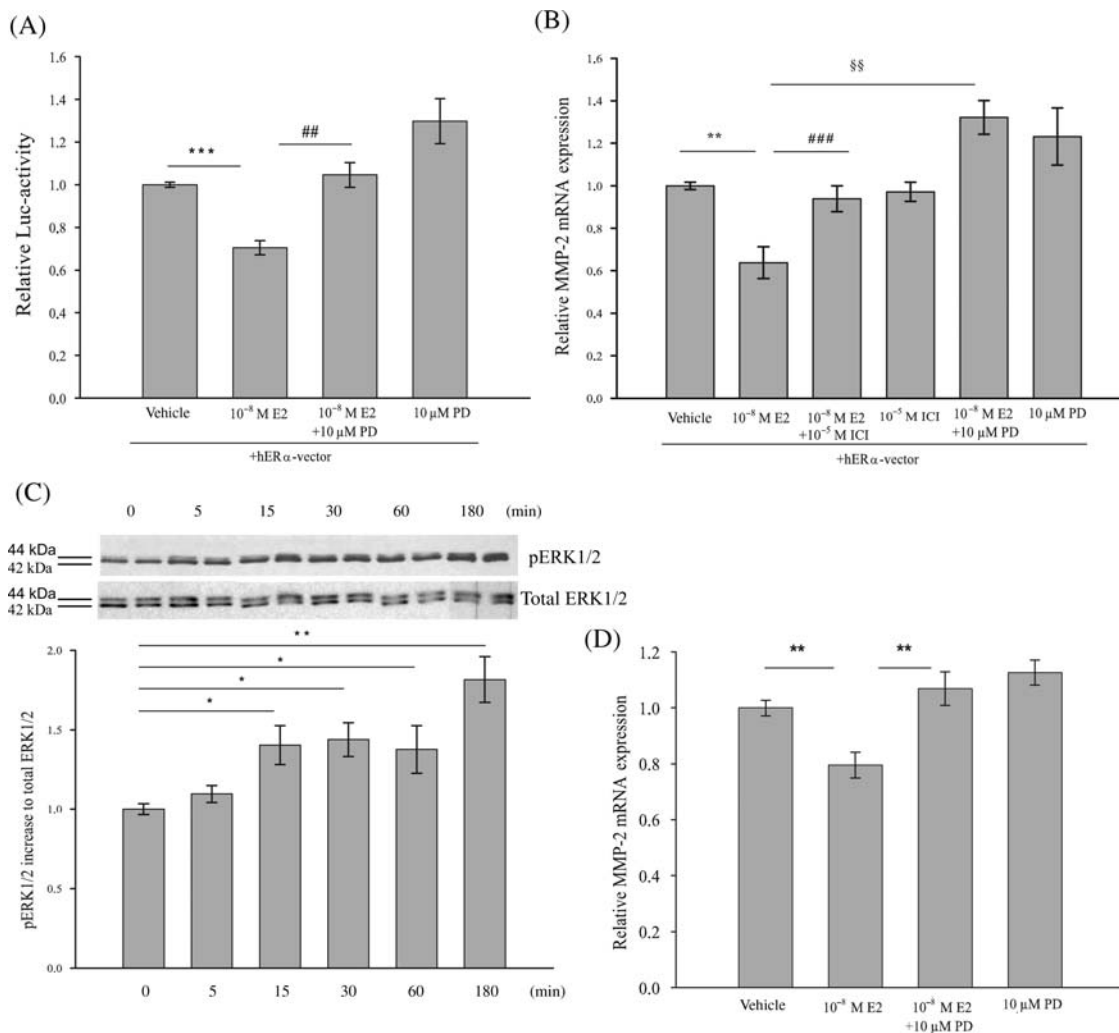 (A)
1.6
1.4
1.2
1.0
0.8
0.6
0.4
0.2
0.0
Relative Luc-activity
***
##
Vehicle
10⁻⁸ M E2
10⁻⁸ M E2
+10 µM PD
10 µM PD
+hERα-vector
(B)
1.6
1.4
1.2
1.0
0.8
0.6
0.4
0.2
0.0
Relative MMP-2 mRNA expression
**
###
§§
Vehicle
10⁻⁸ M E2
10⁻⁸ M E2
+10⁻⁵ M ICI
10⁻⁵ M ICI
10⁻⁸ M E2
+10 µM PD
10 µM PD
+hERα-vector
(C)
0 5 15 30 60 180 (min)
44 kDa
42 kDa
pERK1/2
44 kDa
42 kDa
Total ERK1/2
2.0
1.5
1.0
0.5
0.0
pERK1/2 increase to total ERK1/2
**
*
*
*
0 5 15 30 60 180 (min)
(D)
1.2
1.0
0.8
0.6
0.4
0.2
0.0
Relative MMP-2 mRNA expression
**
**
Vehicle
10⁻⁸ M E2
10⁻⁸ M E2
+10 µM PD
10 µM PD